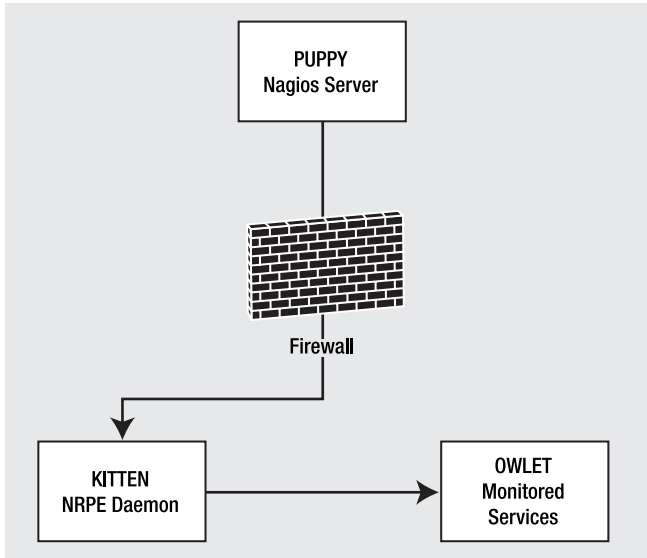 PUPPY
Nagios Server
Firewall
KITTEN
NRPE Daemon
OWLET
Monitored
Services